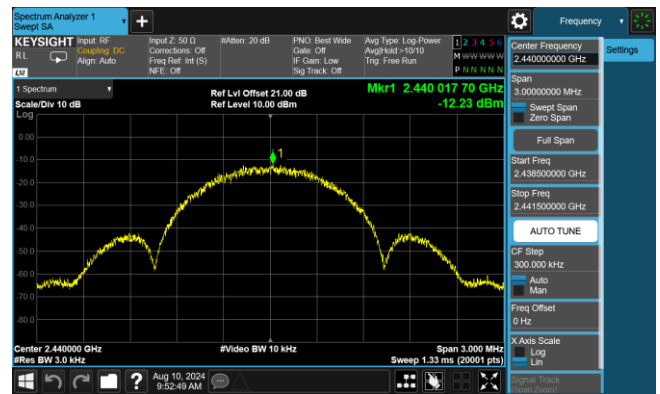 Spectrum Analyzer 1
Swept SA
Frequency
KEYSIGHT
RL
LXI
Input: RF
Coupling: DC
Align: Auto
Input Z: 50 Ω
Corrections: Off
Freq Ref: Int (S)
NFE: Off
#Atten: 20 dB
PNO: Best Wide
Gate: Off
IF Gain: Low
Sig Track: Off
Avg Type: Log-Power
Avg|Hold:>10/10
Trig: Free Run
1 2 3 4 5 6
M W W W W W
P N N N N N
1 Spectrum
Scale/Div 10 dB
Log
Ref Lvl Offset 21.00 dB
Ref Level 10.00 dBm
Mkr1 2.440 017 70 GHz
-12.23 dBm
0.00
-10.0
-20.0
-30.0
-40.0
-50.0
-60.0
-70.0
-80.0
1
Center 2.440000 GHz
#Res BW 3.0 kHz
#Video BW 10 kHz
Span 3.000 MHz
Sweep 1.33 ms (20001 pts)
Aug 10, 2024
9:52:49 AM
Center Frequency
2.440000000 GHz
Settings
Span
3.00000000 MHz
Swept Span
Zero Span
Full Span
Start Freq
2.438500000 GHz
Stop Freq
2.441500000 GHz
AUTO TUNE
CF Step
300.000 kHz
Auto
Man
Freq Offset
0 Hz
X Axis Scale
Log
Lin
Signal Track
(Span Zoom)